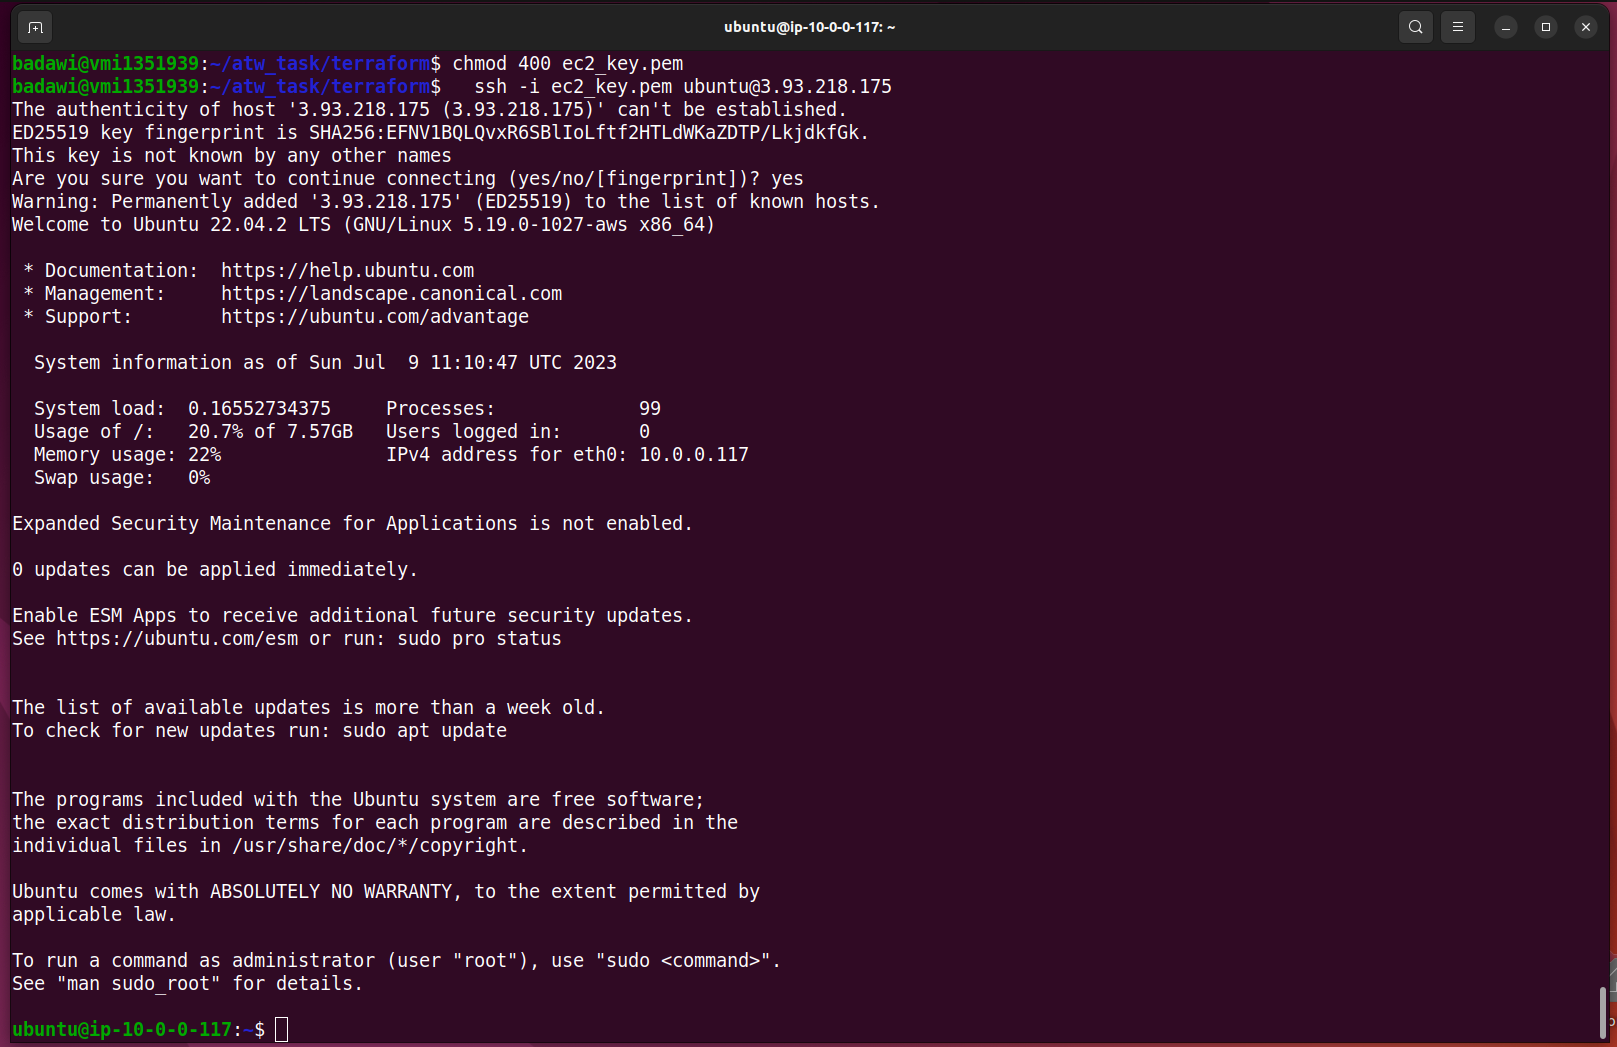 ubuntu@ip-10-0-0-117: ~
badawi@vmi1351939:~/atw_task/terraform$ chmod 400 ec2_key.pem
badawi@vmi1351939:~/atw_task/terraform$   ssh -i ec2_key.pem ubuntu@3.93.218.175
The authenticity of host '3.93.218.175 (3.93.218.175)' can't be established.
ED25519 key fingerprint is SHA256:EFNV1BQLQvxR6SBlIoLftf2HTLdWKaZDTP/LkjdkfGk.
This key is not known by any other names
Are you sure you want to continue connecting (yes/no/[fingerprint])? yes
Warning: Permanently added '3.93.218.175' (ED25519) to the list of known hosts.
Welcome to Ubuntu 22.04.2 LTS (GNU/Linux 5.19.0-1027-aws x86_64)
 * Documentation:  https://help.ubuntu.com
 * Management:     https://landscape.canonical.com
 * Support:        https://ubuntu.com/advantage
  System information as of Sun Jul  9 11:10:47 UTC 2023
  System load:  0.16552734375     Processes:             99
  Usage of /:   20.7% of 7.57GB   Users logged in:       0
  Memory usage: 22%               IPv4 address for eth0: 10.0.0.117
  Swap usage:   0%
Expanded Security Maintenance for Applications is not enabled.
0 updates can be applied immediately.
Enable ESM Apps to receive additional future security updates.
See https://ubuntu.com/esm or run: sudo pro status
The list of available updates is more than a week old.
To check for new updates run: sudo apt update
The programs included with the Ubuntu system are free software;
the exact distribution terms for each program are described in the
individual files in /usr/share/doc/*/copyright.
Ubuntu comes with ABSOLUTELY NO WARRANTY, to the extent permitted by
applicable law.
To run a command as administrator (user "root"), use "sudo <command>".
See "man sudo_root" for details.
ubuntu@ip-10-0-0-117:~$